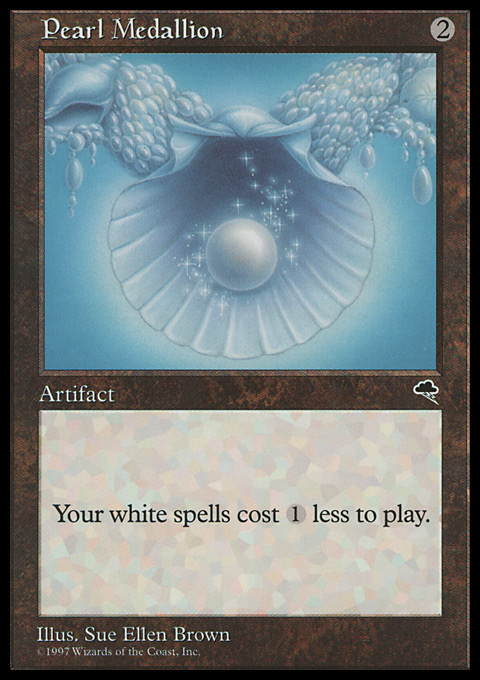 Pearl Medallion 2
Artifact
Your white spells cost 1 less to play.
Illus. Sue Ellen Brown
©1997 Wizards of the Coast, Inc.